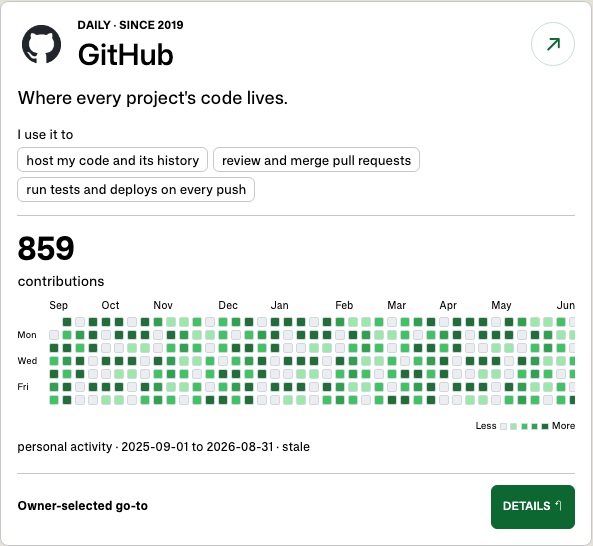 DAILY · SINCE 2019
GitHub
Where every project's code lives.
I use it to
host my code and its history
review and merge pull requests
run tests and deploys on every push
859
contributions
Sep Oct Nov Dec Jan Feb Mar Apr May Jun
Mon
Wed
Fri
Less More
personal activity · 2025-09-01 to 2026-08-31 · stale
Owner-selected go-to
DETAILS